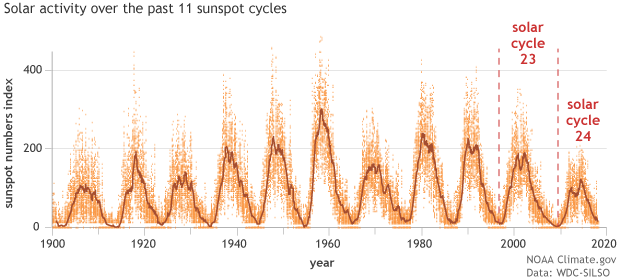 Solar activity over the past 11 sunspot cycles
solar
cycle
23
solar
cycle
24
sunspot numbers index
400
200
0
1900
1920
1940
1960
1980
2000
2020
year
NOAA Climate.gov
Data: WDC-SILSO